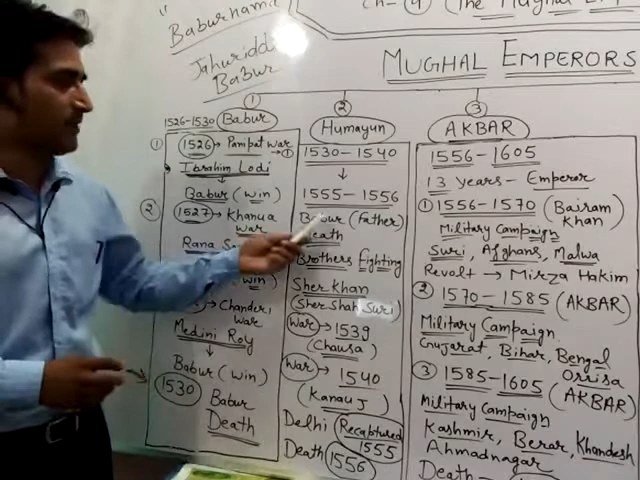 Baburnama
Jahuridd
Babur
Ch-9 (The Mughal
MUGHAL EMPERORS
①
1526-1530 Babur
① 1526 → Panipat war
→ ①
Ibrahim Lodi
Babur (win)
② 1527 → Khanua
war
Rana
win)
→ Chanderi
war
Medini Roy
↓
Babur (win)
→ 1530 Babur
Death
②
Humayun
1530-1540
↓
1555-1556
Babur (Father)
Death
Brothers Fighting
Sher Khan
(Sher Shah Suri)
War → 1539
(Chausa)
War → 1540
(Kanauj)
Delhi Recaptured
1555
Death 1556
③
AKBAR
1556-1605
13 years - Emperor
① 1556-1570 (Bairam
Khan)
Military Campaign
Suri, Afghans, Malwa
Revolt → Mirza Hakim
② 1570-1585 (AKBAR)
Military Campaign
Gujarat, Bihar, Bengal
Orrisa
③ 1585-1605 (AKBAR)
Military Campaign
Kashmir, Berar, Khandesh
Ahmadnagar
Death -